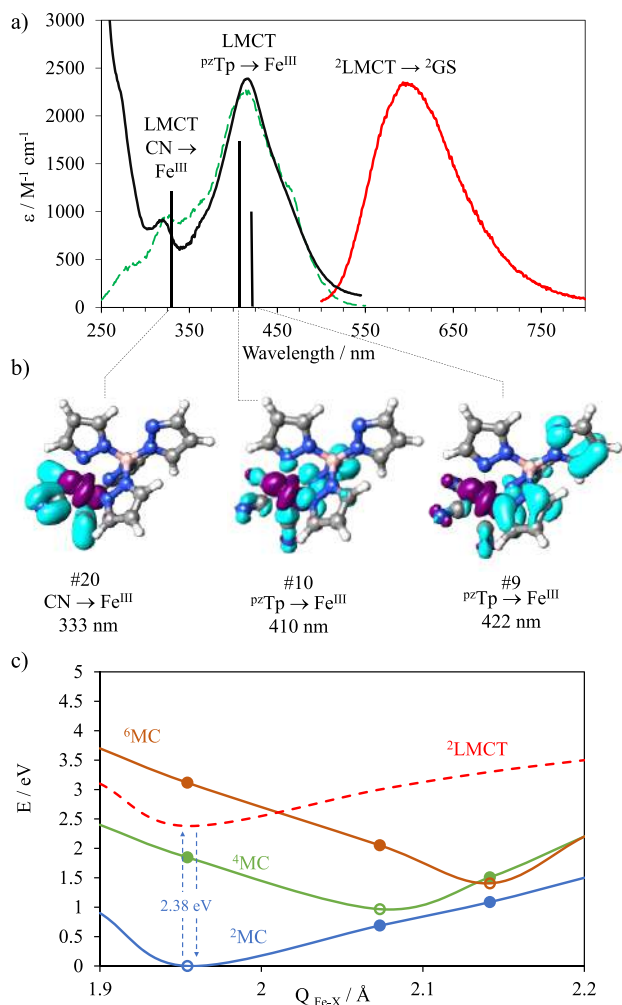 a)
3000
2500
2000
1500
1000
500
0
ε / M⁻¹ cm⁻¹
LMCT
ᵖᶻTp → Feᴵᴵᴵ
²LMCT → ²GS
LMCT
CN →
Feᴵᴵᴵ
250 350 450 550 650 750
Wavelength / nm
b)
#20
CN → Feᴵᴵᴵ
333 nm
#10
ᵖᶻTp → Feᴵᴵᴵ
410 nm
#9
ᵖᶻTp → Feᴵᴵᴵ
422 nm
c)
5
4.5
4
3.5
3
2.5
2
1.5
1
0.5
0
E / eV
⁶MC
²LMCT
⁴MC
2.38 eV
²MC
1.9 2 2.1 2.2
Q Fe-X / Å